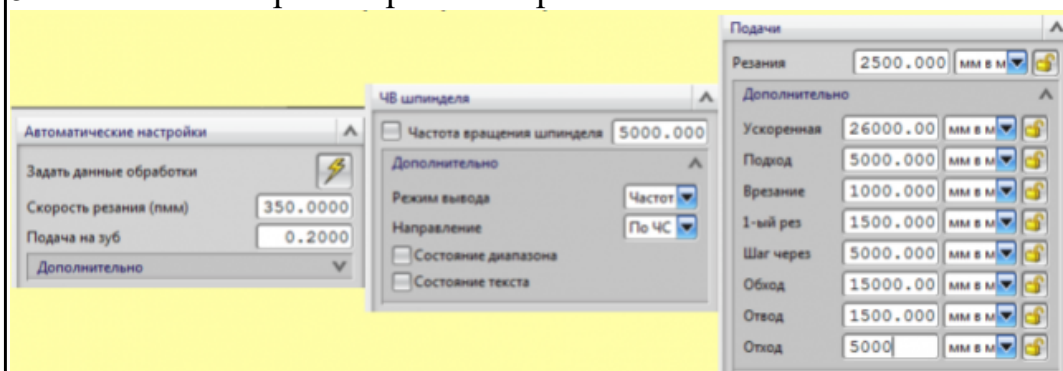 Автоматические настройки
Задать данные обработки
Скорость резания (пмм) 350.0000
Подача на зуб 0.2000
Дополнительно
ЧВ шпинделя
Частота вращения шпинделя 5000.000
Дополнительно
Режим вывода Частот
Направление По ЧС
Состояние диапазона
Состояние текста
Подачи
Резания 2500.000 мм в м
Дополнительно
Ускоренная 26000.00 мм в м
Подход 5000.000 мм в м
Врезание 1000.000 мм в м
1-ый рез 1500.000 мм в м
Шаг через 5000.000 мм в м
Обход 15000.00 мм в м
Отвод 1500.000 мм в м
Отход 5000 мм в м